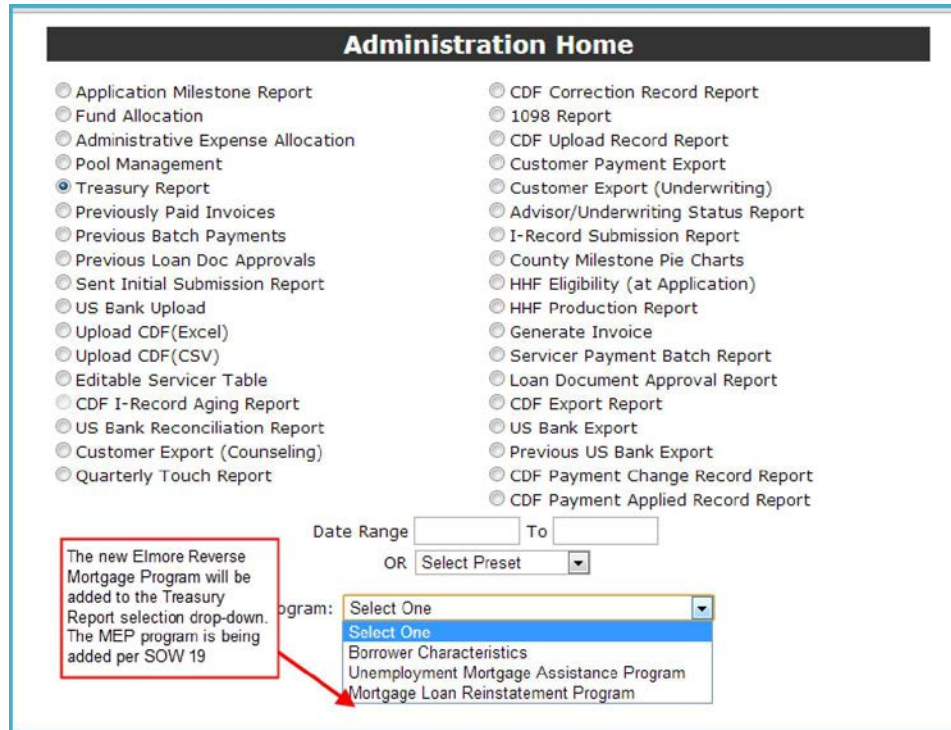 Administration Home
Application Milestone Report
Fund Allocation
Administrative Expense Allocation
Pool Management
Treasury Report
Previously Paid Invoices
Previous Batch Payments
Previous Loan Doc Approvals
Sent Initial Submission Report
US Bank Upload
Upload CDF(Excel)
Upload CDF(CSV)
Editable Servicer Table
CDF I-Record Aging Report
US Bank Reconciliation Report
Customer Export (Counseling)
Quarterly Touch Report
CDF Correction Record Report
1098 Report
CDF Upload Record Report
Customer Payment Export
Customer Export (Underwriting)
Advisor/Underwriting Status Report
I-Record Submission Report
County Milestone Pie Charts
HHF Eligibility (at Application)
HHF Production Report
Generate Invoice
Servicer Payment Batch Report
Loan Document Approval Report
CDF Export Report
US Bank Export
Previous US Bank Export
CDF Payment Change Record Report
CDF Payment Applied Record Report
Date Range To
OR Select Preset
The new Elmore Reverse
Mortgage Program will be
added to the Treasury
Report selection drop-down.
The MEP program is being
added per SOW 19
ogram: Select One
Select One
Borrower Characteristics
Unemployment Mortgage Assistance Program
Mortgage Loan Reinstatement Program